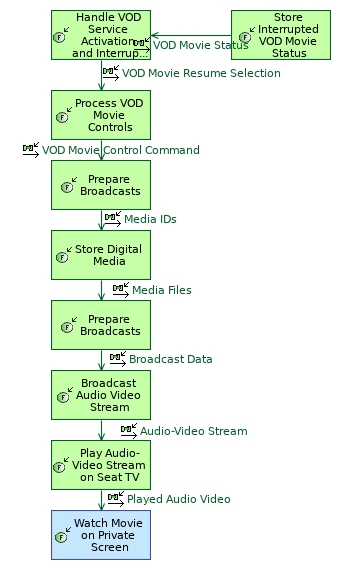 Handle VOD
Service
Activation
and Interrup...
Store
Interrupted
VOD Movie
Status
VOD Movie Status
VOD Movie Resume Selection
Process VOD
Movie
Controls
VOD Movie Control Command
Prepare
Broadcasts
Media IDs
Store Digital
Media
Media Files
Prepare
Broadcasts
Broadcast Data
Broadcast
Audio Video
Stream
Audio-Video Stream
Play Audio-
Video Stream
on Seat TV
Played Audio Video
Watch Movie
on Private
Screen